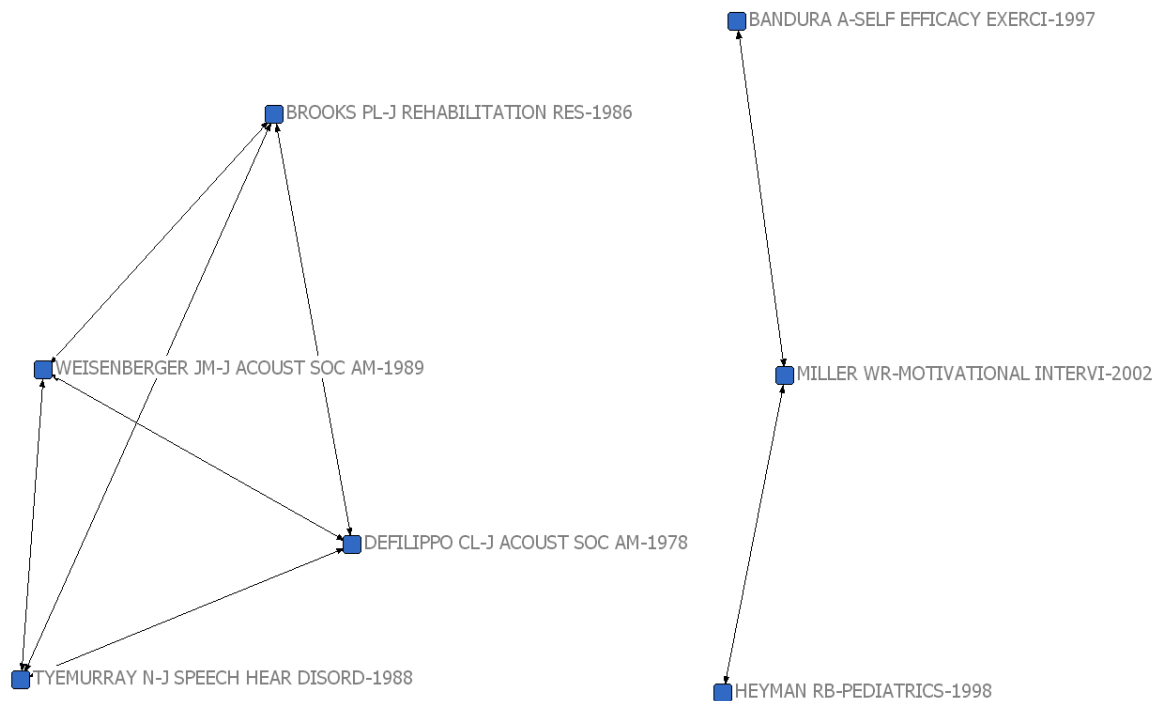 BANDURA A-SELF EFFICACY EXERCI-1997
BROOKS PL-J REHABILITATION RES-1986
WEISENBERGER JM-J ACOUST SOC AM-1989
MILLER WR-MOTIVATIONAL INTERVI-2002
DEFILIPPO CL-J ACOUST SOC AM-1978
TYEMURRAY N-J SPEECH HEAR DISORD-1988
HEYMAN RB-PEDIATRICS-1998